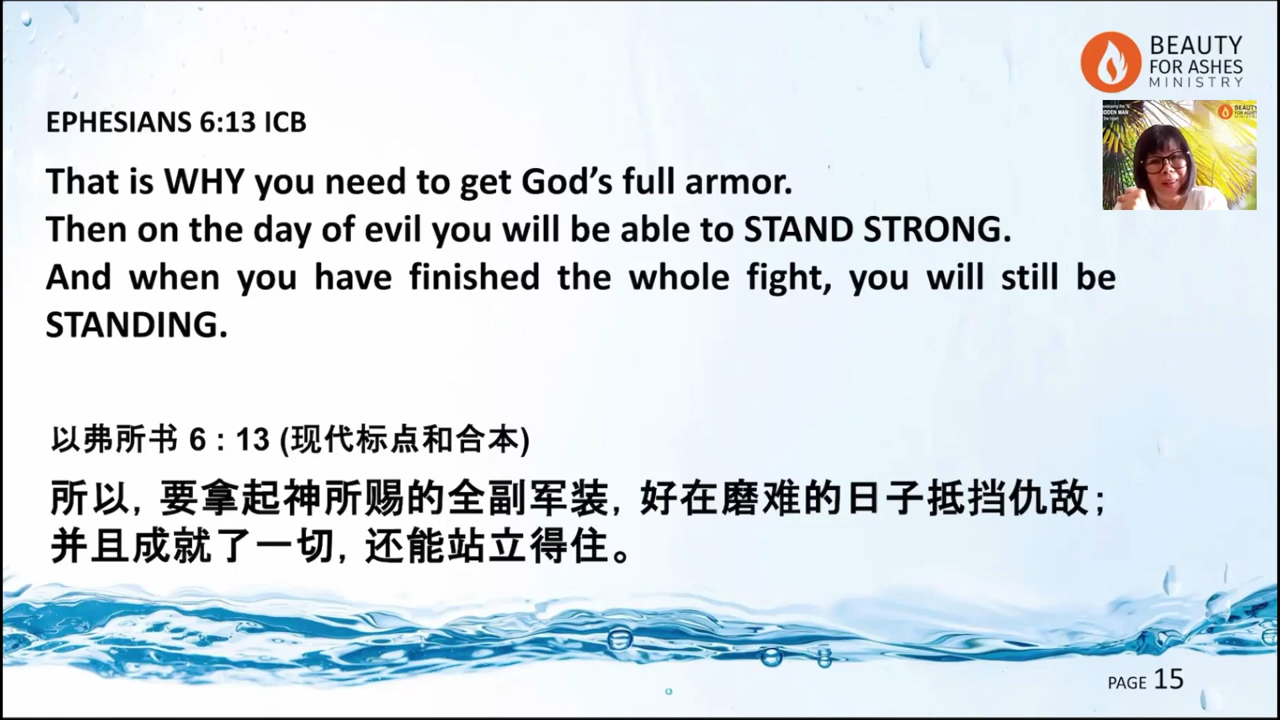 BEAUTY
FOR ASHES
MINISTRY
EPHESIANS 6:13 ICB
That is WHY you need to get God’s full armor.
Then on the day of evil you will be able to STAND STRONG.
And when you have finished the whole fight, you will still be
STANDING.
以弗所书 6 : 13 (现代标点和合本)
所以, 要拿起神所赐的全副军装, 好在磨难的日子抵挡仇敌;
并且成就了一切, 还能站立得住。
PAGE 15